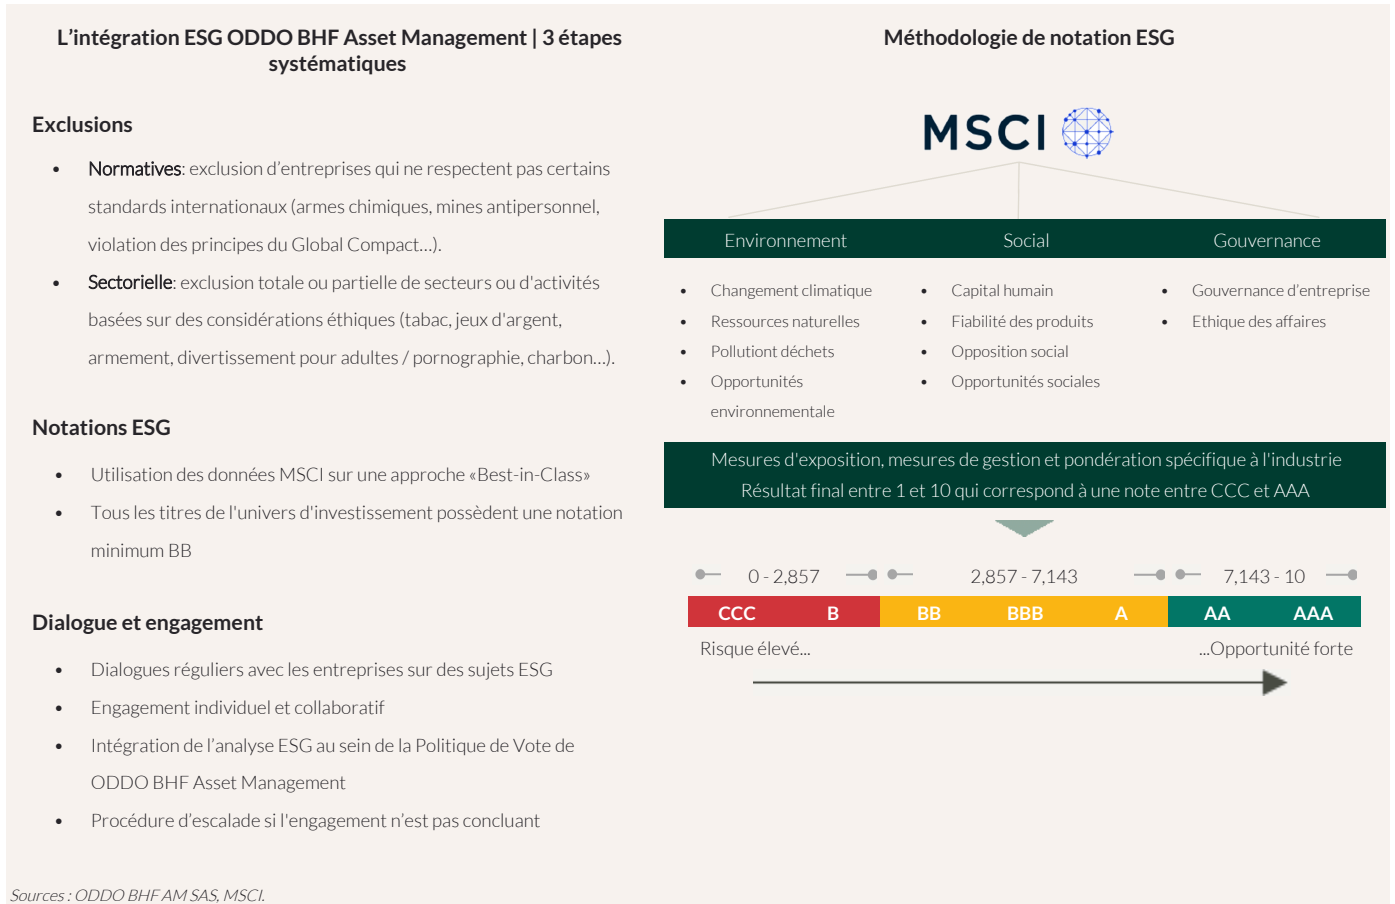 L’intégration ESG ODDO BHF Asset Management | 3 étapes
systématiques
Exclusions
• Normatives: exclusion d’entreprises qui ne respectent pas certains
standards internationaux (armes chimiques, mines antipersonnel,
violation des principes du Global Compact…).
• Sectorielle: exclusion totale ou partielle de secteurs ou d'activités
basées sur des considérations éthiques (tabac, jeux d'argent,
armement, divertissement pour adultes / pornographie, charbon…).
Notations ESG
• Utilisation des données MSCI sur une approche «Best-in-Class»
• Tous les titres de l'univers d'investissement possèdent une notation
minimum BB
Dialogue et engagement
• Dialogues réguliers avec les entreprises sur des sujets ESG
• Engagement individuel et collaboratif
• Intégration de l’analyse ESG au sein de la Politique de Vote de
ODDO BHF Asset Management
• Procédure d’escalade si l'engagement n’est pas concluant
Méthodologie de notation ESG
MSCI
Environnement Social Gouvernance
• Changement climatique
• Ressources naturelles
• Pollutiont déchets
• Opportunités
environnementale
• Capital humain
• Fiabilité des produits
• Opposition social
• Opportunités sociales
• Gouvernance d’entreprise
• Ethique des affaires
Mesures d'exposition, mesures de gestion et pondération spécifique à l'industrie
Résultat final entre 1 et 10 qui correspond à une note entre CCC et AAA
0 - 2,857 2,857 - 7,143 7,143 - 10
CCC B BB BBB A AA AAA
Risque élevé... ...Opportunité forte
Sources : ODDO BHF AM SAS, MSCI.